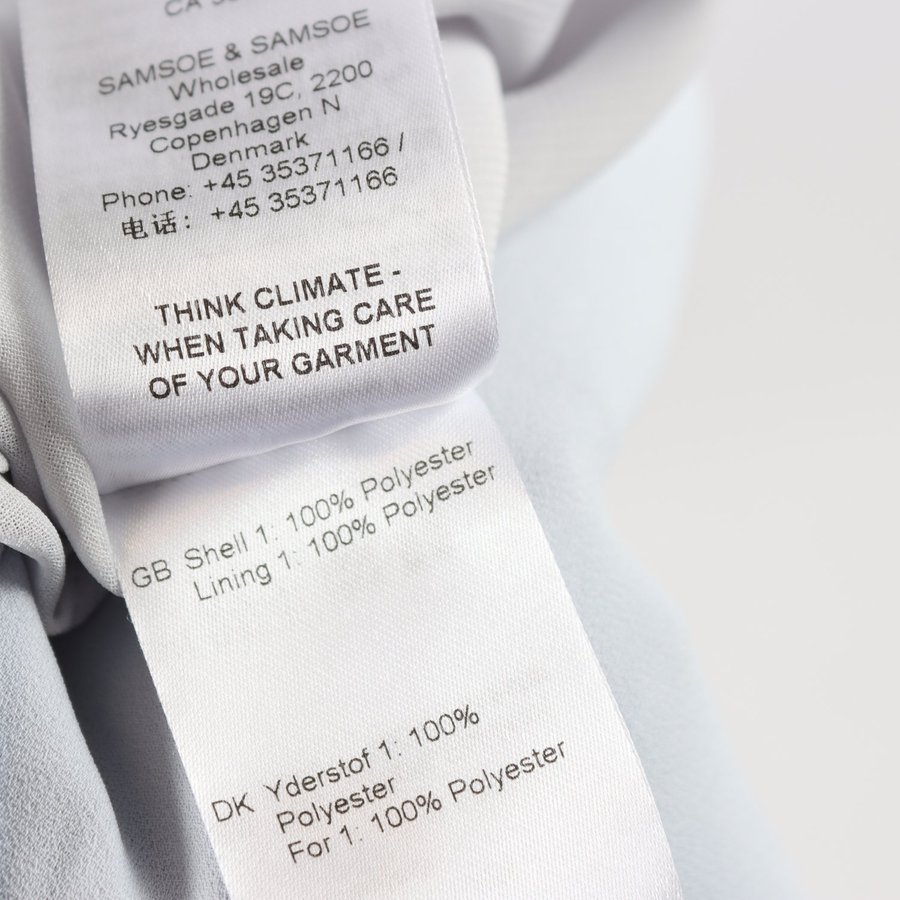 CA
SAMSOE & SAMSOE
Wholesale
Ryesgade 19C, 2200
Copenhagen N
Denmark
Phone: +45 35371166 /
电话: +45 35371166
THINK CLIMATE -
WHEN TAKING CARE
OF YOUR GARMENT
GB Shell 1: 100% Polyester
Lining 1: 100% Polyester
DK Yderstof 1: 100%
Polyester
For 1: 100% Polyester